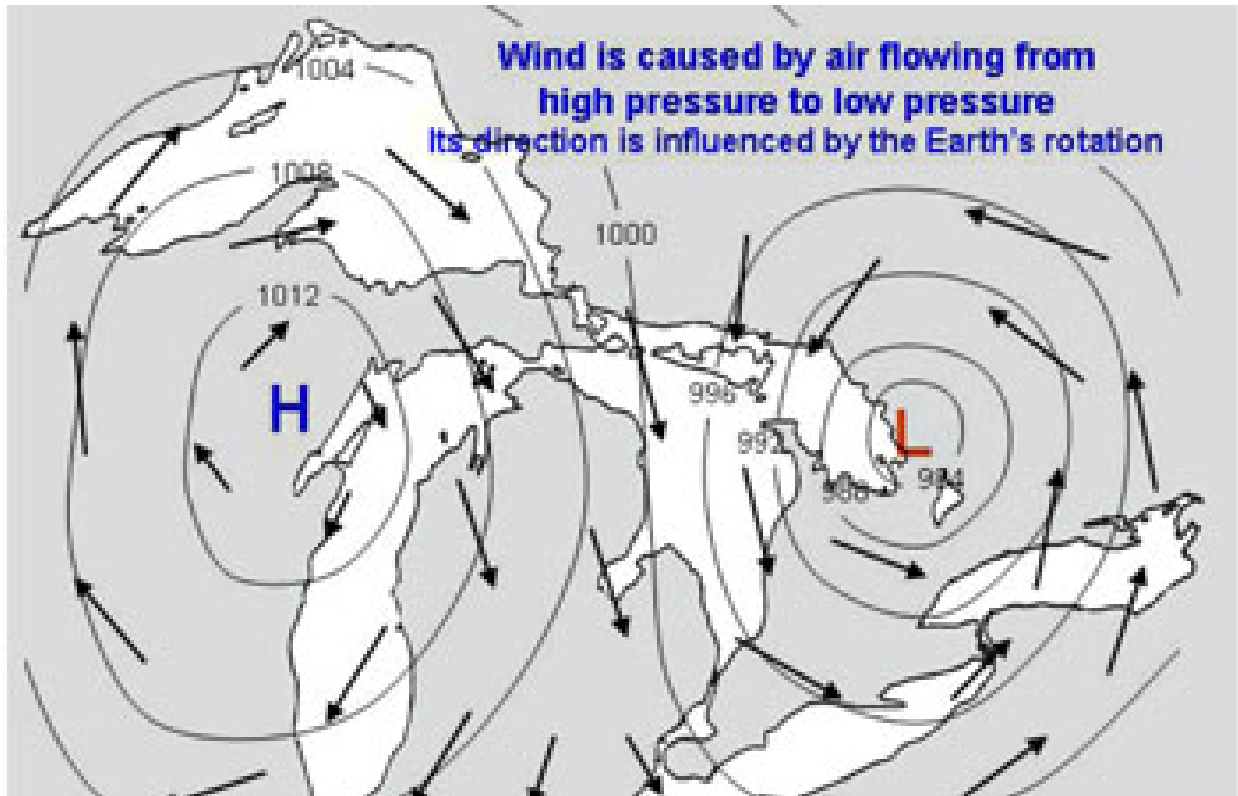 1004
Wind is caused by air flowing from
high pressure to low pressure
Its direction is influenced by the Earth's rotation
1008
1000
1012
H
996
992
L
988
984